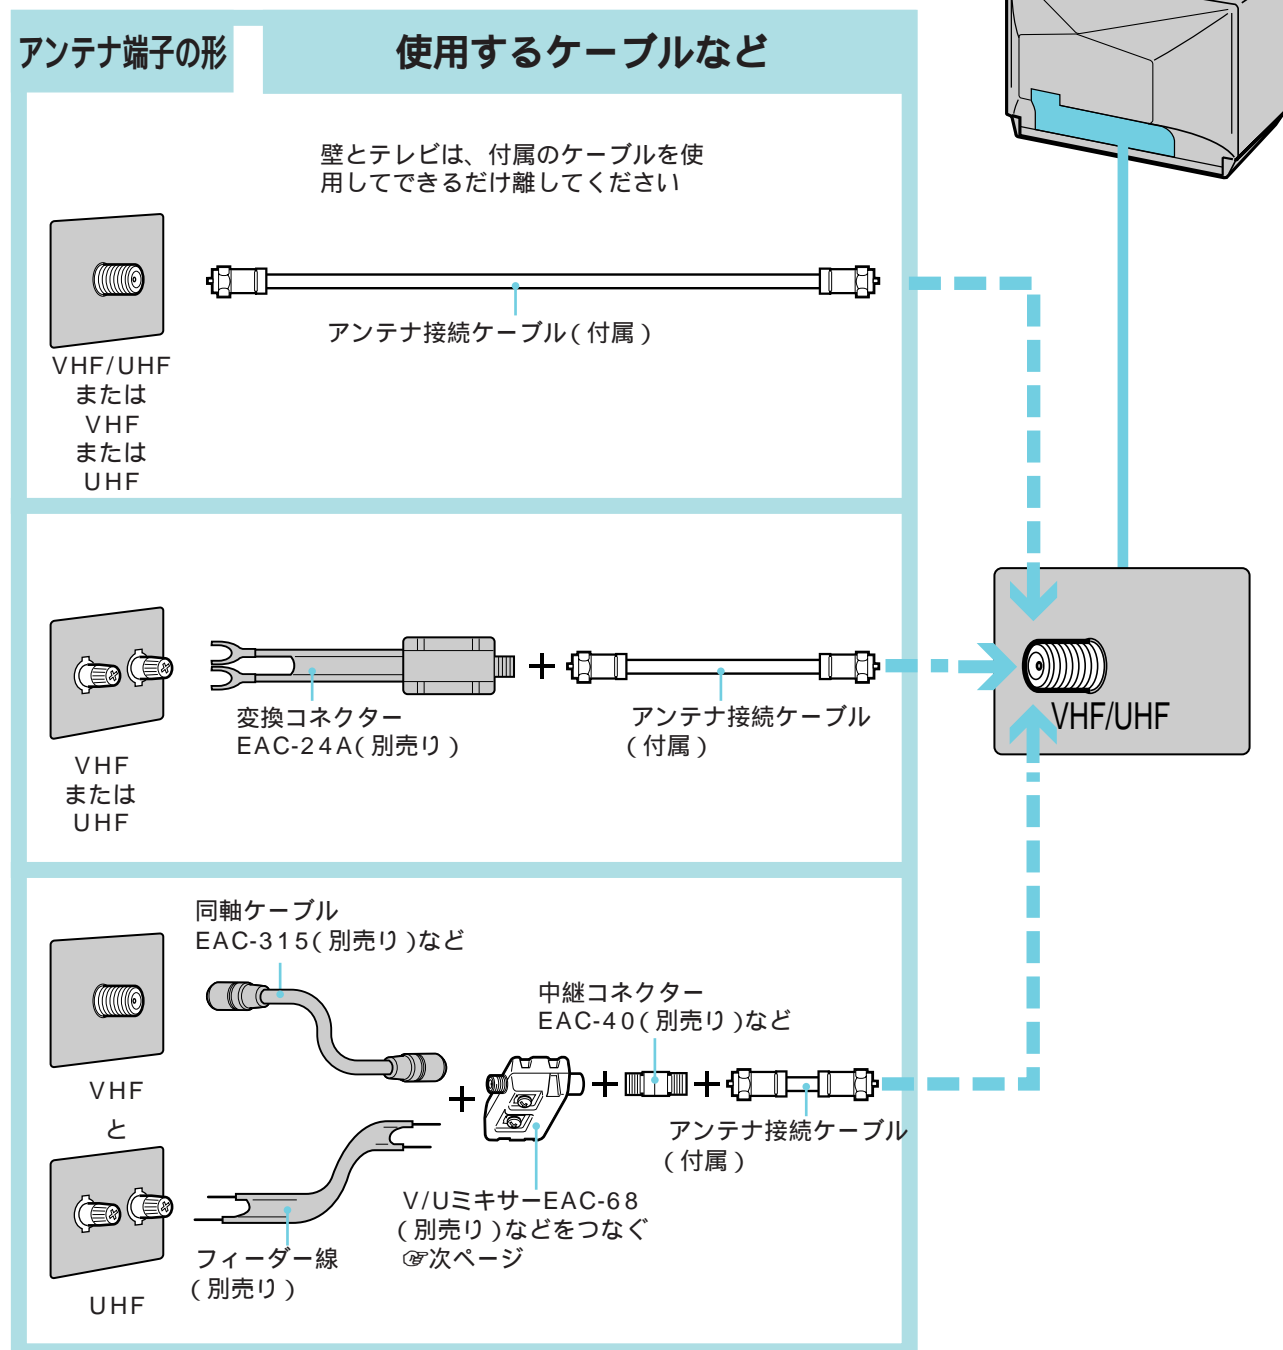 アンテナ端子の形
使用するケーブルなど
壁とテレビは、付属のケーブルを使
用してできるだけ離してください
アンテナ接続ケーブル(付属)
VHF/UHF
または
VHF
または
UHF
変換コネクター
EAC-24A(別売り)
アンテナ接続ケーブル
(付属)
VHF
または
UHF
VHF/UHF
同軸ケーブル
EAC-315(別売り)など
中継コネクター
EAC-40(別売り)など
VHF
と
アンテナ接続ケーブル
(付属)
V/UミキサーEAC-68
(別売り)などをつなぐ
☞次ページ
フィーダー線
(別売り)
UHF